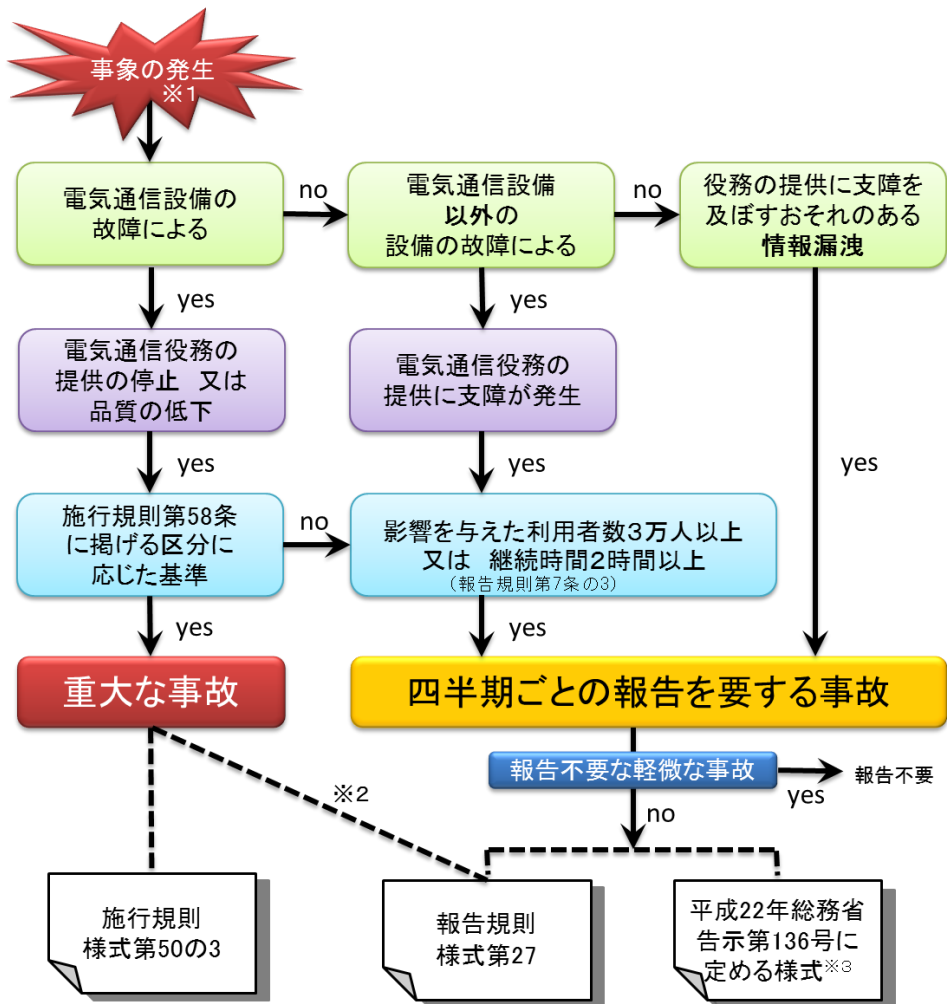 事象の発生
※1
電気通信設備の
故障による
no
電気通信設備
以外の
設備の故障による
no
役務の提供に支障を
及ぼすおそれのある
情報漏洩
yes
yes
電気通信役務の
提供の停止 又は
品質の低下
電気通信役務の
提供に支障が発生
yes
yes
yes
施行規則第58条
に掲げる区分に
応じた基準
no
影響を与えた利用者数3万人以上
又は 継続時間2時間以上
(報告規則第7条の3)
yes
yes
重大な事故
四半期ごとの報告を要する事故
報告不要な軽微な事故
yes
報告不要
※2
no
施行規則
様式第50の3
報告規則
様式第27
平成22年総務省
告示第136号に
定める様式※3